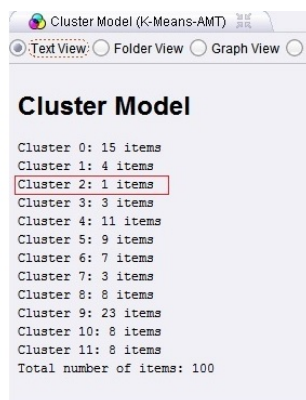 Cluster Model (K-Means-AMT)
Text View Folder View Graph View
Cluster Model
Cluster 0: 15 items
Cluster 1: 4 items
Cluster 2: 1 items
Cluster 3: 3 items
Cluster 4: 11 items
Cluster 5: 9 items
Cluster 6: 7 items
Cluster 7: 3 items
Cluster 8: 8 items
Cluster 9: 23 items
Cluster 10: 8 items
Cluster 11: 8 items
Total number of items: 100